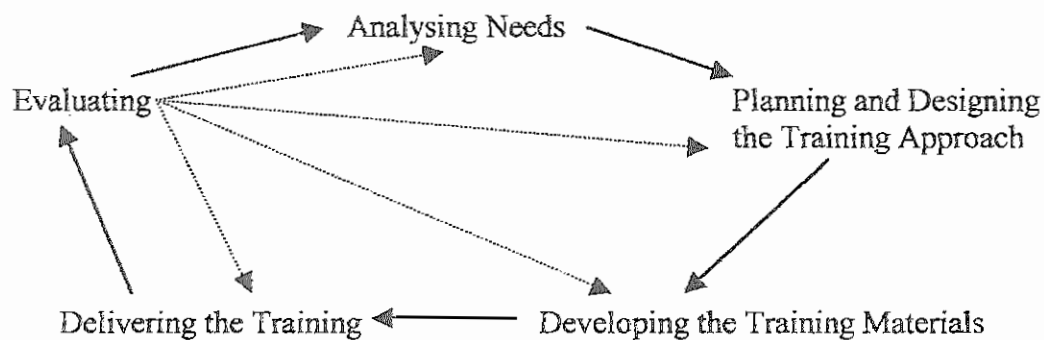 Analysing Needs
Evaluating
Planning and Designing
the Training Approach
Delivering the Training
Developing the Training Materials